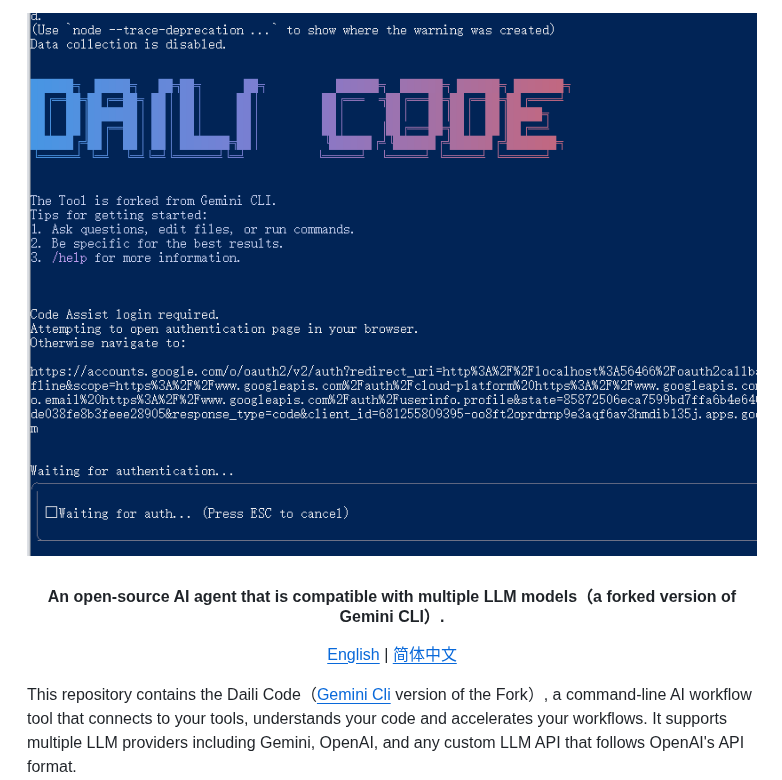 d.
(Use `node --trace-deprecation ...` to show where the warning was created)
Data collection is disabled.
DAILI CODE
The Tool is forked from Gemini CLI.
Tips for getting started:
1. Ask questions, edit files, or run commands.
2. Be specific for the best results.
3. /help for more information.
Code Assist login required.
Attempting to open authentication page in your browser.
Otherwise navigate to:
https://accounts.google.com/o/oauth2/v2/auth?redirect_uri=http%3A%2F%2Flocalhost%3A56466%2Foauth2callba
fline&scope=https%3A%2F%2Fwww.googleapis.com%2Fauth%2Fcloud-platform%20https%3A%2F%2Fwww.googleapis.com
o.email%20https%3A%2F%2Fwww.googleapis.com%2Fauth%2Fuserinfo.profile&state=85872506eca7599bd7ffa6b4e640
de038fe8b3feee28905&response_type=code&client_id=681255809395-oo8ft2oprdrnp9e3aqf6av3hmdib135j.apps.goo
m
Waiting for authentication...
Waiting for auth... (Press ESC to cancel)
An open-source AI agent that is compatible with multiple LLM models（a forked version of
Gemini CLI）.
English | 简体中文
This repository contains the Daili Code（Gemini Cli version of the Fork）, a command-line AI workflow
tool that connects to your tools, understands your code and accelerates your workflows. It supports
multiple LLM providers including Gemini, OpenAI, and any custom LLM API that follows OpenAI's API
format.